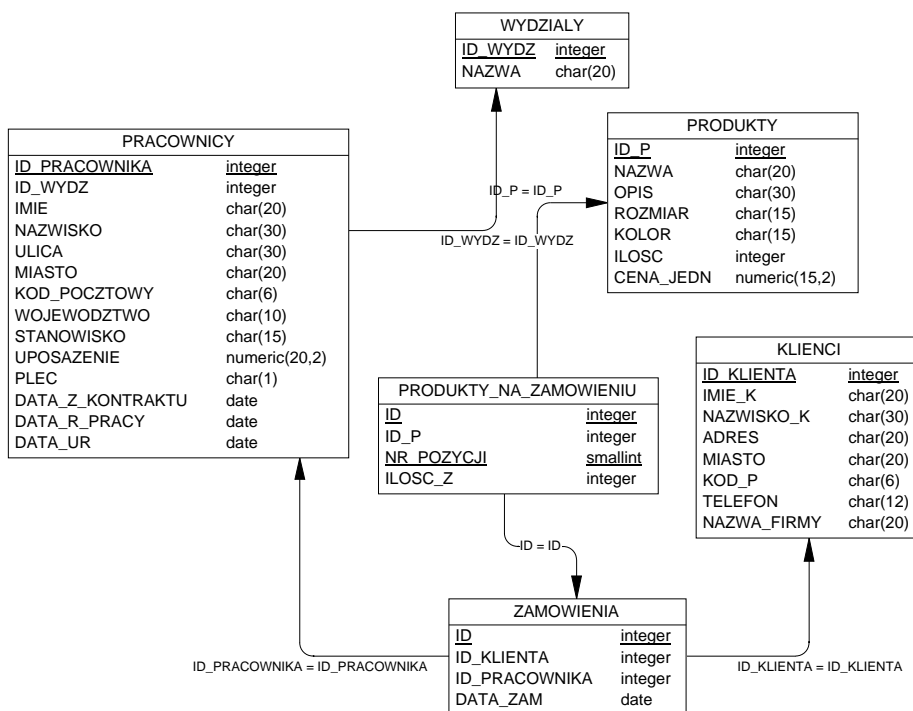 WYDZIALY
ID_WYDZ integer
NAZWA char(20)
PRACOWNICY
ID_PRACOWNIKA integer
ID_WYDZ integer
IMIE char(20)
NAZWISKO char(30)
ULICA char(30)
MIASTO char(20)
KOD_POCZTOWY char(6)
WOJEWODZTWO char(10)
STANOWISKO char(15)
UPOSAZENIE numeric(20,2)
PLEC char(1)
DATA_Z_KONTRAKTU date
DATA_R_PRACY date
DATA_UR date
PRODUKTY
ID_P integer
NAZWA char(20)
OPIS char(30)
ROZMIAR char(15)
KOLOR char(15)
ILOSC integer
CENA_JEDN numeric(15,2)
ID_P = ID_P
ID_WYDZ = ID_WYDZ
PRODUKTY_NA_ZAMOWIENIU
ID integer
ID_P integer
NR_POZYCJI smallint
ILOSC_Z integer
KLIENCI
ID_KLIENTA integer
IMIE_K char(20)
NAZWISKO_K char(30)
ADRES char(20)
MIASTO char(20)
KOD_P char(6)
TELEFON char(12)
NAZWA_FIRMY char(20)
ID = ID
ZAMOWIENIA
ID integer
ID_KLIENTA integer
ID_PRACOWNIKA integer
DATA_ZAM date
ID_PRACOWNIKA = ID_PRACOWNIKA
ID_KLIENTA = ID_KLIENTA